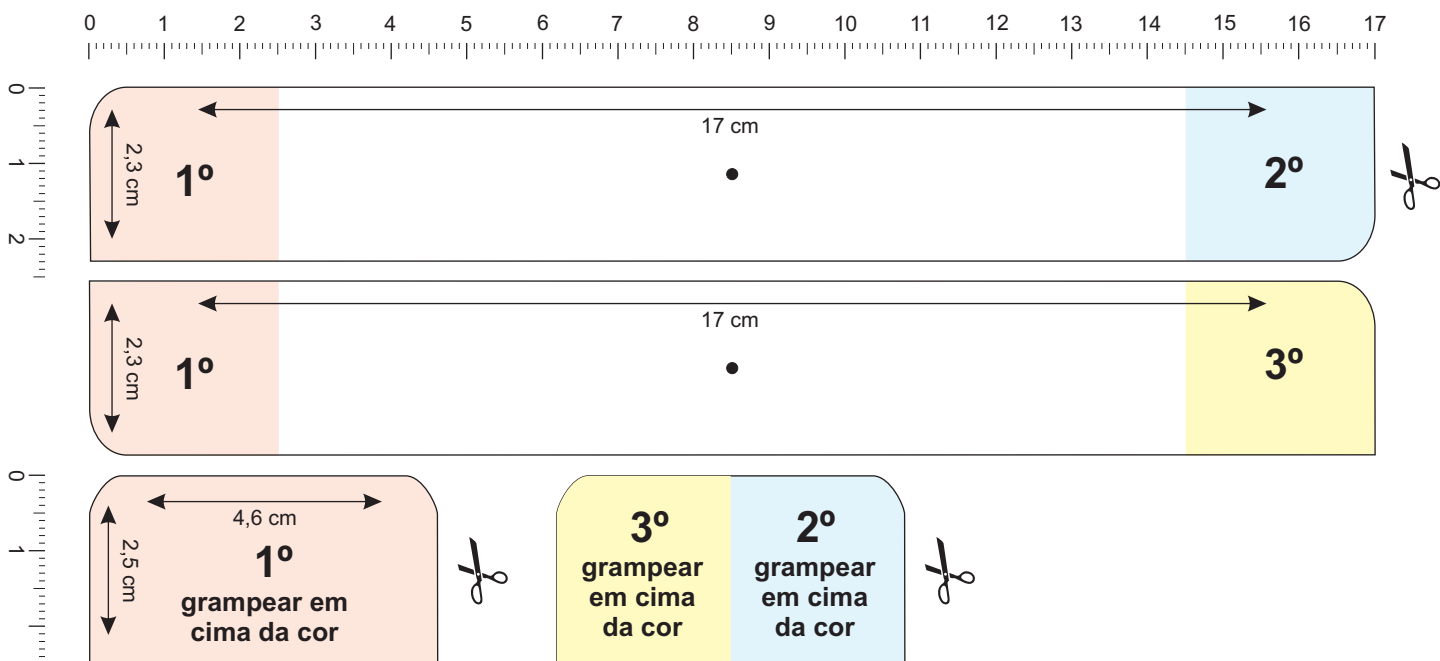 0 1 2 3 4 5 6 7 8 9 10 11 12 13 14 15 16 17
0
1
2
17 cm
2,3 cm
1º
2º
17 cm
2,3 cm
1º
3º
0
1
4,6 cm
2,5 cm
1º
grampear em
cima da cor
3º
grampear
em cima
da cor
2º
grampear
em cima
da cor